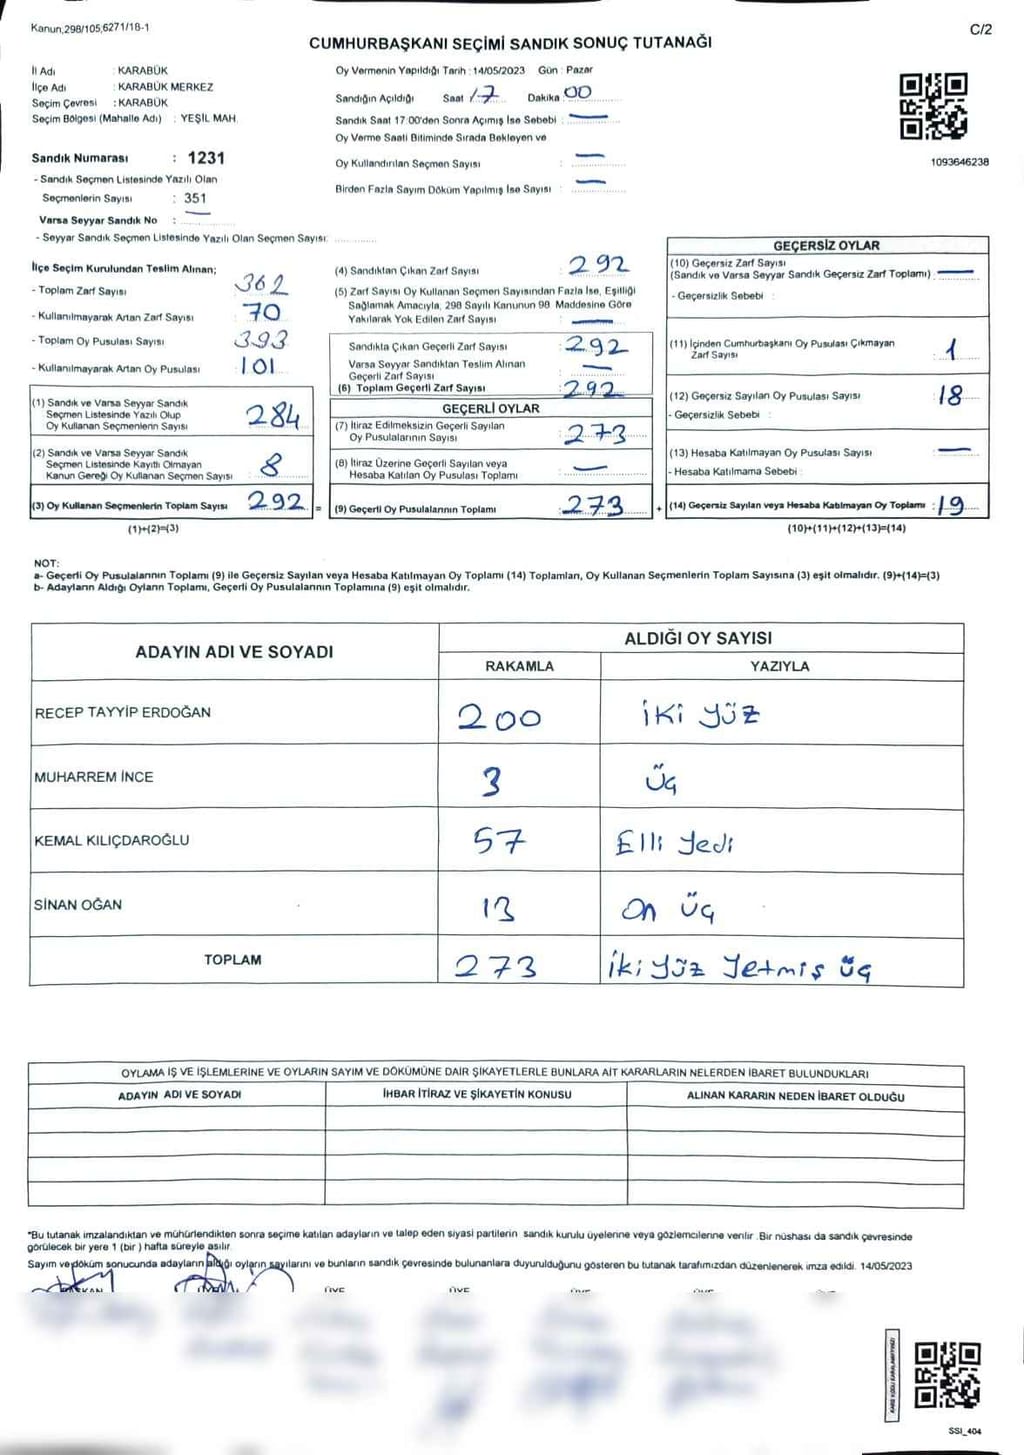 Kanun,298/105,6271/18-1
C/2
CUMHURBAŞKANI SEÇİMİ SANDIK SONUÇ TUTANAĞI
İl Adı : KARABÜK
İlçe Adı : KARABÜK MERKEZ
Seçim Çevresi : KARABÜK
Seçim Bölgesi (Mahalle Adı) : YEŞİL MAH.
Sandık Numarası : 1231
- Sandık Seçmen Listesinde Yazılı Olan
Seçmenlerin Sayısı : 351
Varsa Seyyar Sandık No : —
- Seyyar Sandık Seçmen Listesinde Yazılı Olan Seçmen Sayısı: ............
Oy Vermenin Yapıldığı Tarih : 14/05/2023 Gün : Pazar
Sandığın Açıldığı Saat 17 Dakika 00
Sandık Saat 17:00'den Sonra Açımış İse Sebebi : —
Oy Verme Saati Bitiminde Sırada Bekleyen ve
Oy Kullandırılan Seçmen Sayısı : —
Birden Fazla Sayım Döküm Yapılmış İse Sayısı : —
1093646238
İlçe Seçim Kurulundan Teslim Alınan;
- Toplam Zarf Sayısı 362
- Kullanılmayarak Artan Zarf Sayısı 70
- Toplam Oy Pusulası Sayısı 393
- Kullanılmayarak Artan Oy Pusulası 101
(1) Sandık ve Varsa Seyyar Sandık
Seçmen Listesinde Yazılı Olup
Oy Kullanan Seçmenlerin Sayısı 284
(2) Sandık ve Varsa Seyyar Sandık
Seçmen Listesinde Kayıtlı Olmayan
Kanun Gereği Oy Kullanan Seçmen Sayısı 8
(3) Oy Kullanan Seçmenlerin Toplam Sayısı 292 =
(1)+(2)=(3)
(4) Sandıktan Çıkan Zarf Sayısı : 292
(5) Zarf Sayısı Oy Kullanan Seçmen Sayısından Fazla İse, Eşitliği
Sağlamak Amacıyla, 298 Sayılı Kanunun 98. Maddesine Göre
Yakılarak Yok Edilen Zarf Sayısı : —
Sandıkta Çıkan Geçerli Zarf Sayısı : 292
Varsa Seyyar Sandıktan Teslim Alınan
Geçerli Zarf Sayısı : —
(6) Toplam Geçerli Zarf Sayısı : 292
GEÇERLİ OYLAR
(7) İtiraz Edilmeksizin Geçerli Sayılan
Oy Pusulalarının Sayısı : 273
(8) İtiraz Üzerine Geçerli Sayılan veya
Hesaba Katılan Oy Pusulası Toplamı : —
(9) Geçerli Oy Pusulalarının Toplamı : 273 +
GEÇERSİZ OYLAR
(10) Geçersiz Zarf Sayısı
(Sandık ve Varsa Seyyar Sandık Geçersiz Zarf Toplamı) : —
- Geçersizlik Sebebi :
(11) İçinden Cumhurbaşkanı Oy Pusulası Çıkmayan
Zarf Sayısı : 1
(12) Geçersiz Sayılan Oy Pusulası Sayısı : 18
- Geçersizlik Sebebi :
(13) Hesaba Katılmayan Oy Pusulası Sayısı : —
- Hesaba Katılmama Sebebi :
(14) Geçersiz Sayılan veya Hesaba Katılmayan Oy Toplamı : 19
(10)+(11)+(12)+(13)=(14)
NOT:
a- Geçerli Oy Pusulalarının Toplamı (9) ile Geçersiz Sayılan veya Hesaba Katılmayan Oy Toplamı (14) Toplamları, Oy Kullanan Seçmenlerin Toplam Sayısına (3) eşit olmalıdır. (9)+(14)=(3)
b- Adayların Aldığı Oyların Toplamı, Geçerli Oy Pusulalarının Toplamına (9) eşit olmalıdır.
ADAYIN ADI VE SOYADI
ALDIĞI OY SAYISI
RAKAMLA YAZIYLA
RECEP TAYYİP ERDOĞAN 200 İki yüz
MUHARREM İNCE 3 Üç
KEMAL KILIÇDAROĞLU 57 Elli Yedi
SİNAN OĞAN 13 On Üç
TOPLAM 273 İki Yüz Yetmiş Üç
OYLAMA İŞ VE İŞLEMLERİNE VE OYLARIN SAYIM VE DÖKÜMÜNE DAİR ŞİKAYETLERLE BUNLARA AİT KARARLARIN NELERDEN İBARET BULUNDUKLARI
ADAYIN ADI VE SOYADI İHBAR İTİRAZ VE ŞİKAYETİN KONUSU ALINAN KARARIN NEDEN İBARET OLDUĞU
*Bu tutanak imzalandıktan ve mühürlendikten sonra seçime katılan adayların ve talep eden siyasi partilerin sandık kurulu üyelerine veya gözlemcilerine verilir. Bir nüshası da sandık çevresinde
görülecek bir yere 1 (bir ) hafta süreyle asılır.
Sayım ve döküm sonucunda adayların aldığı oyların sayılarını ve bunların sandık çevresinde bulunanlara duyurulduğunu gösteren bu tutanak tarafımızdan düzenlenerek imza edildi. 14/05/2023
SSI_404